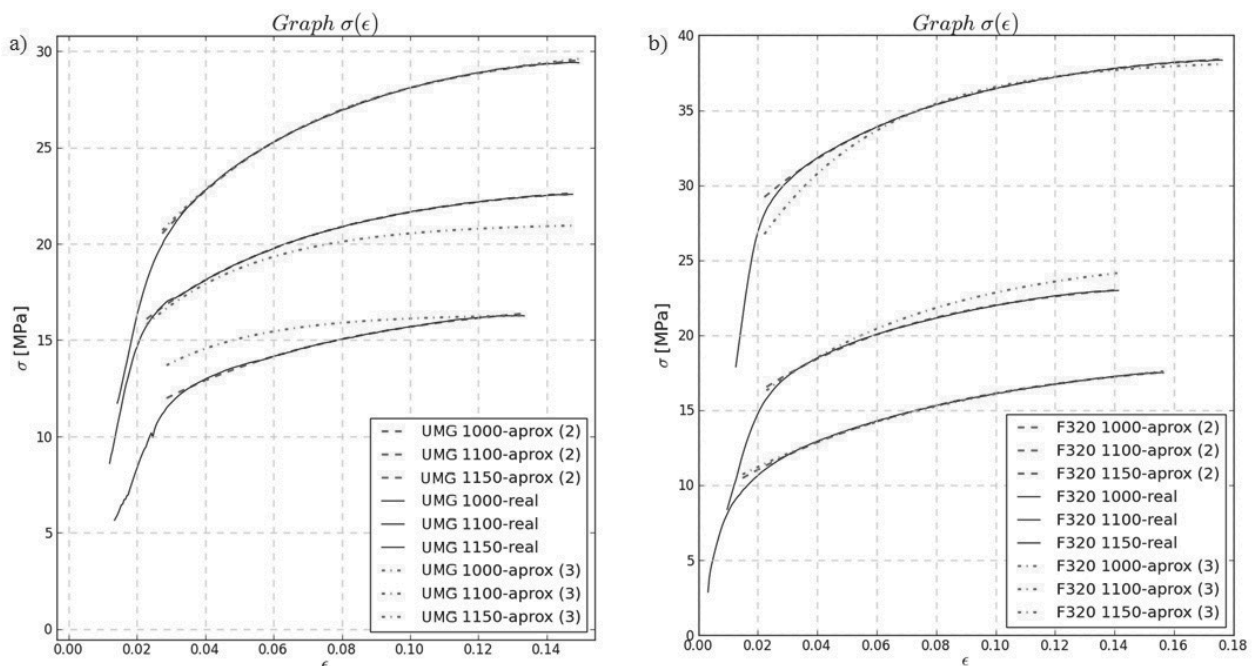 a)
Graph σ(ϵ)
30
25
20
15
10
5
0
σ [MPa]
0.00 0.02 0.04 0.06 0.08 0.10 0.12 0.14
ϵ
UMG 1000-aprox (2)
UMG 1100-aprox (2)
UMG 1150-aprox (2)
UMG 1000-real
UMG 1100-real
UMG 1150-real
UMG 1000-aprox (3)
UMG 1100-aprox (3)
UMG 1150-aprox (3)
b)
Graph σ(ϵ)
40
35
30
25
20
15
10
5
0
σ [MPa]
0.00 0.02 0.04 0.06 0.08 0.10 0.12 0.14 0.16 0.18
ϵ
F320 1000-aprox (2)
F320 1100-aprox (2)
F320 1150-aprox (2)
F320 1000-real
F320 1100-real
F320 1150-real
F320 1000-aprox (3)
F320 1100-aprox (3)
F320 1150-aprox (3)